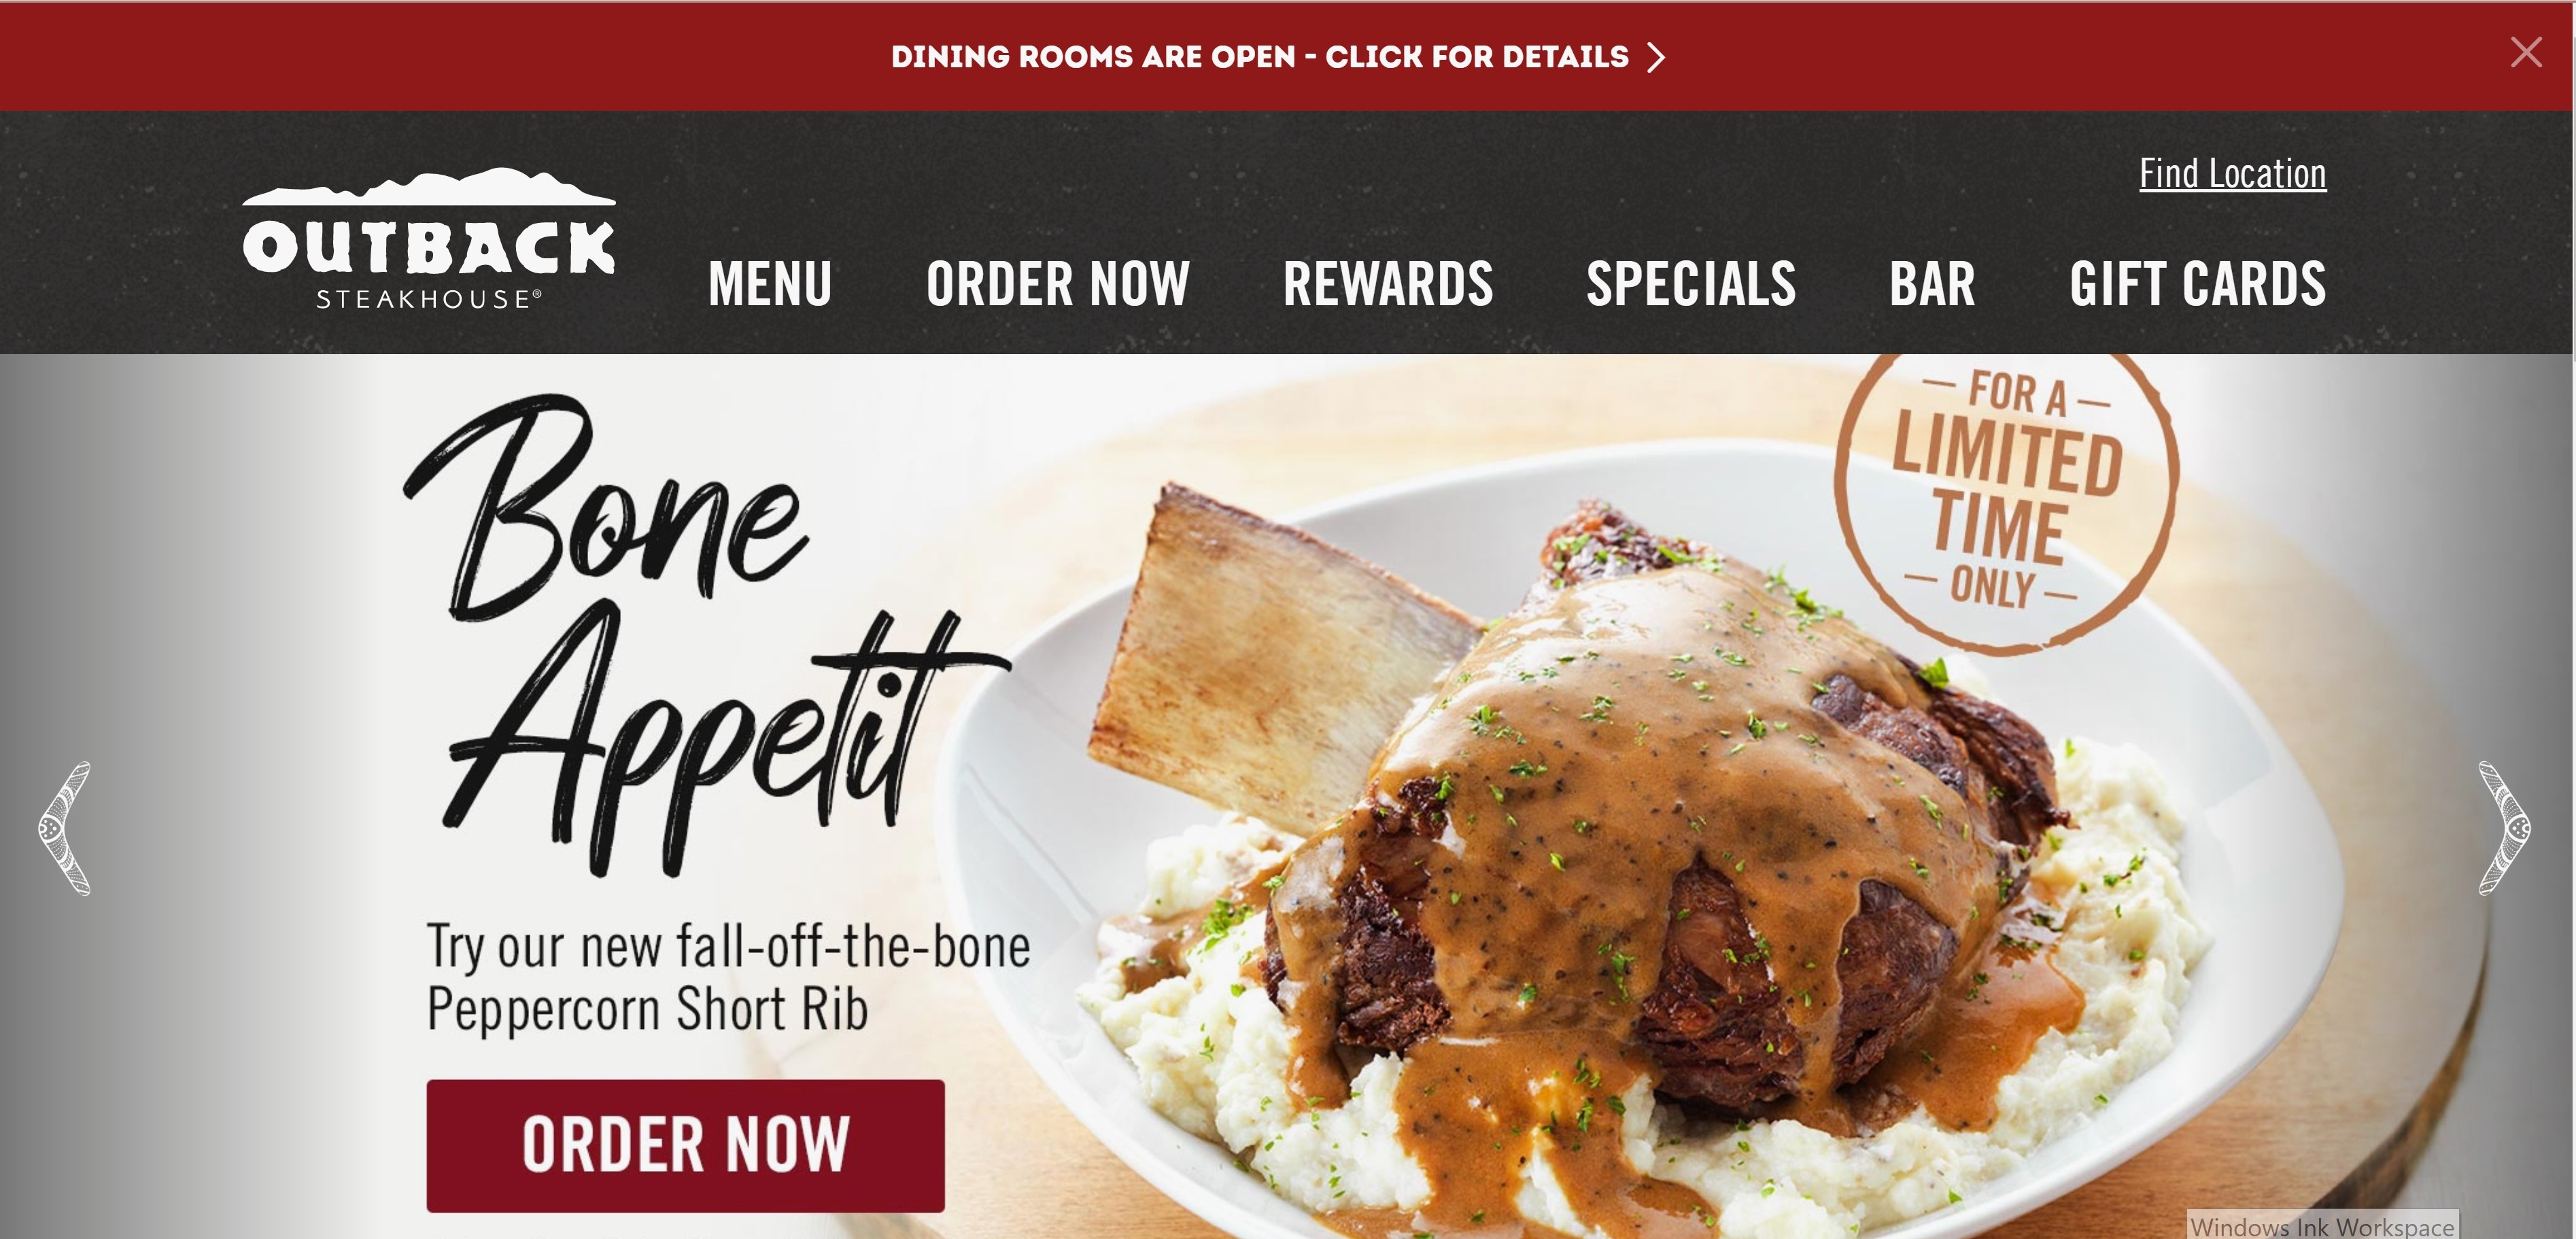 DINING ROOMS ARE OPEN - CLICK FOR DETAILS
Find Location
OUTBACK
STEAKHOUSE®
MENU ORDER NOW REWARDS SPECIALS BAR GIFT CARDS
Bone
Appetit
Try our new fall-off-the-bone
Peppercorn Short Rib
ORDER NOW
— FOR A —
LIMITED
TIME
— ONLY —
Windows Ink Workspace